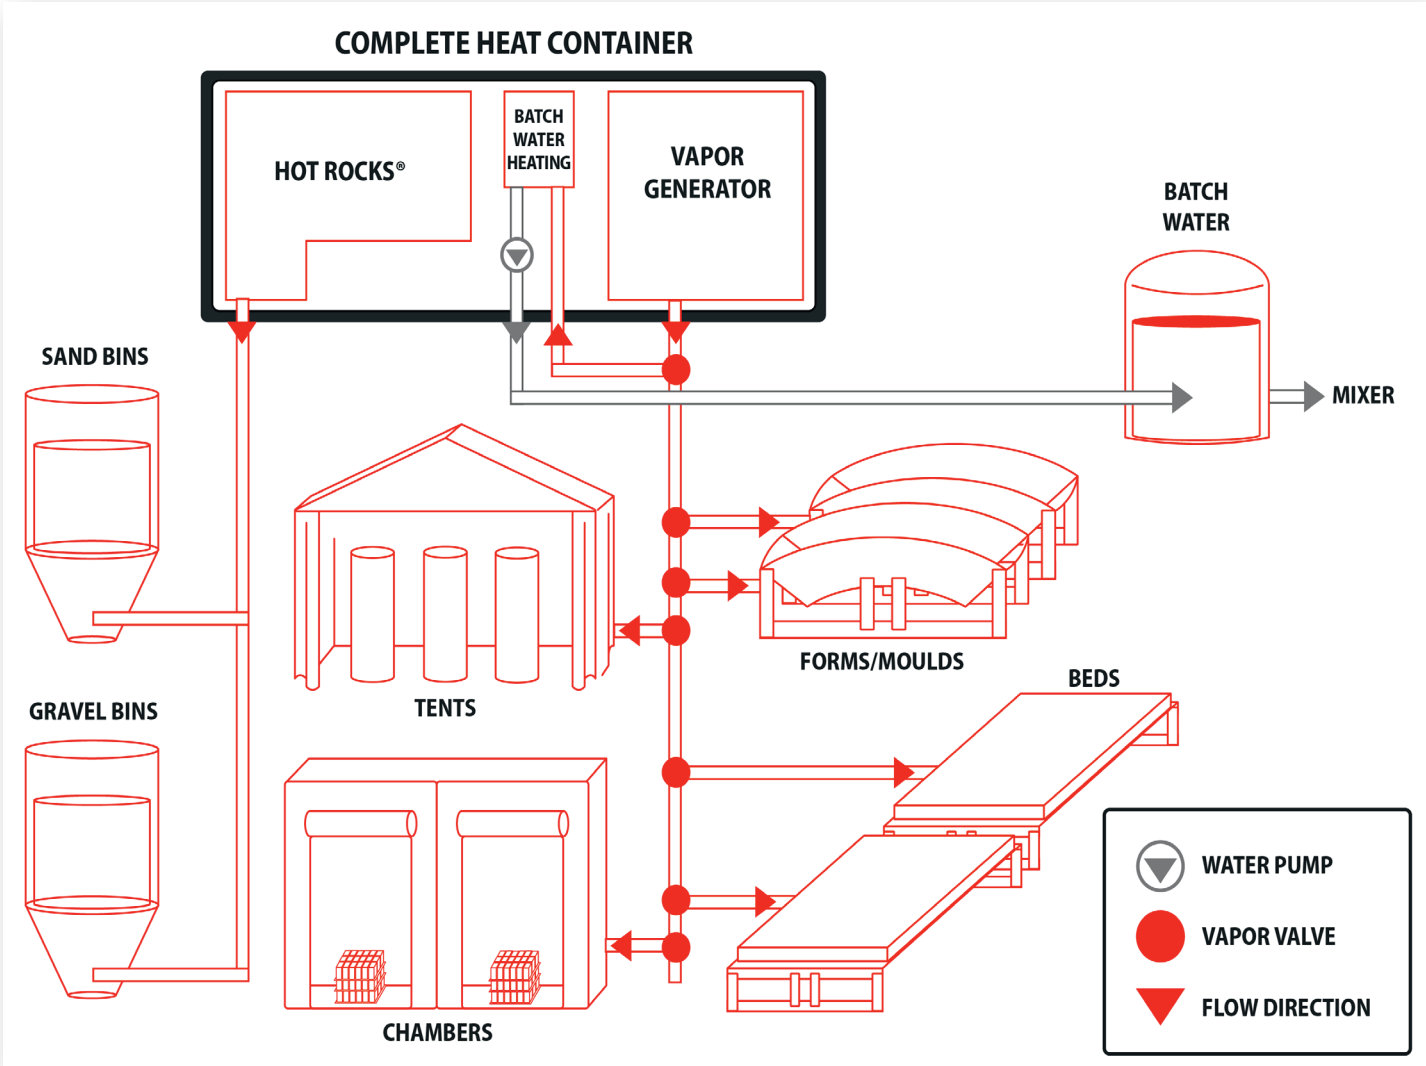 COMPLETE HEAT CONTAINER
HOT ROCKS®
BATCH
WATER
HEATING
VAPOR
GENERATOR
BATCH
WATER
MIXER
SAND BINS
GRAVEL BINS
TENTS
FORMS/MOULDS
BEDS
CHAMBERS
WATER PUMP
VAPOR VALVE
FLOW DIRECTION